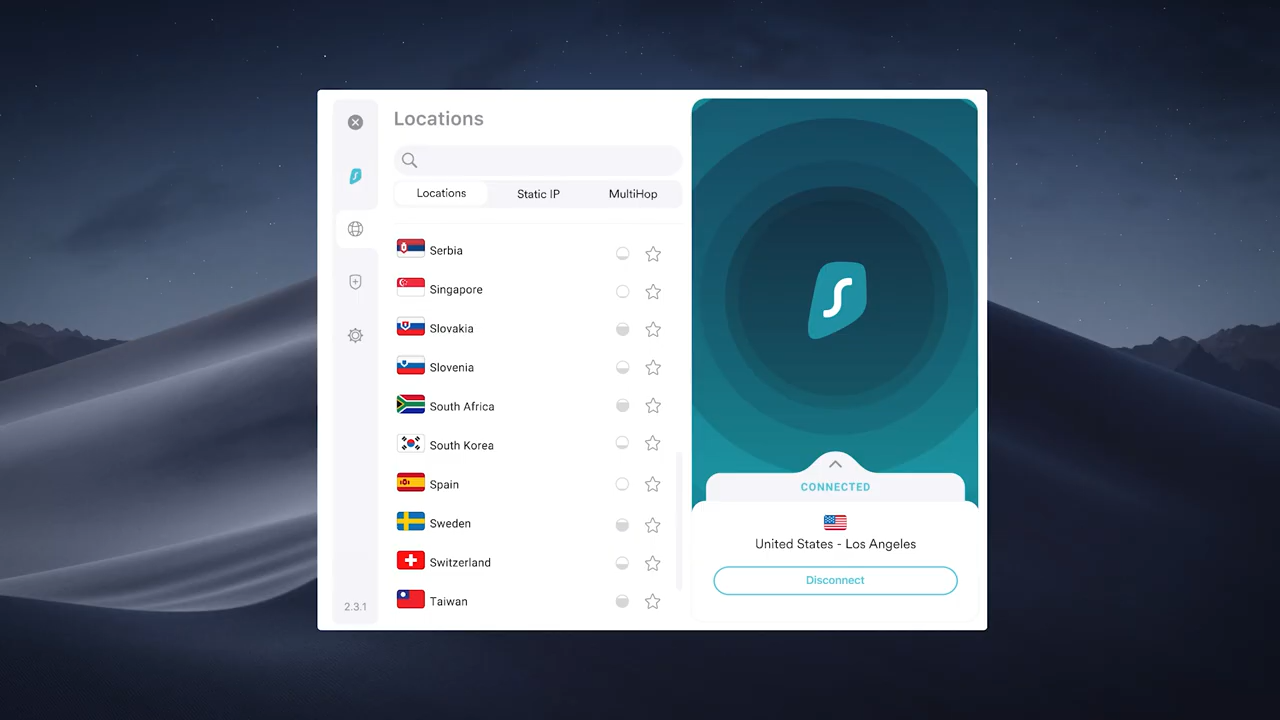 Locations
Locations
Static IP
MultiHop
Serbia
Singapore
Slovakia
Slovenia
South Africa
South Korea
Spain
Sweden
Switzerland
Taiwan
2.3.1
CONNECTED
United States - Los Angeles
Disconnect